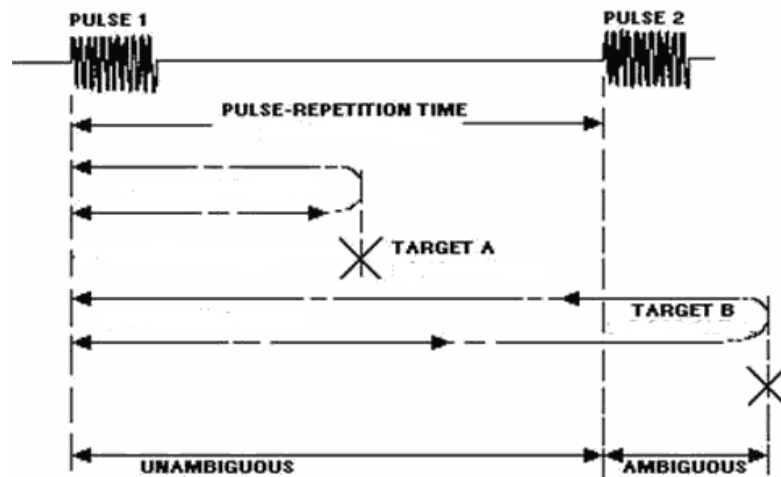 PULSE 1
PULSE 2
PULSE-REPETITION TIME
TARGET A
TARGET B
UNAMBIGUOUS
AMBIGUOUS